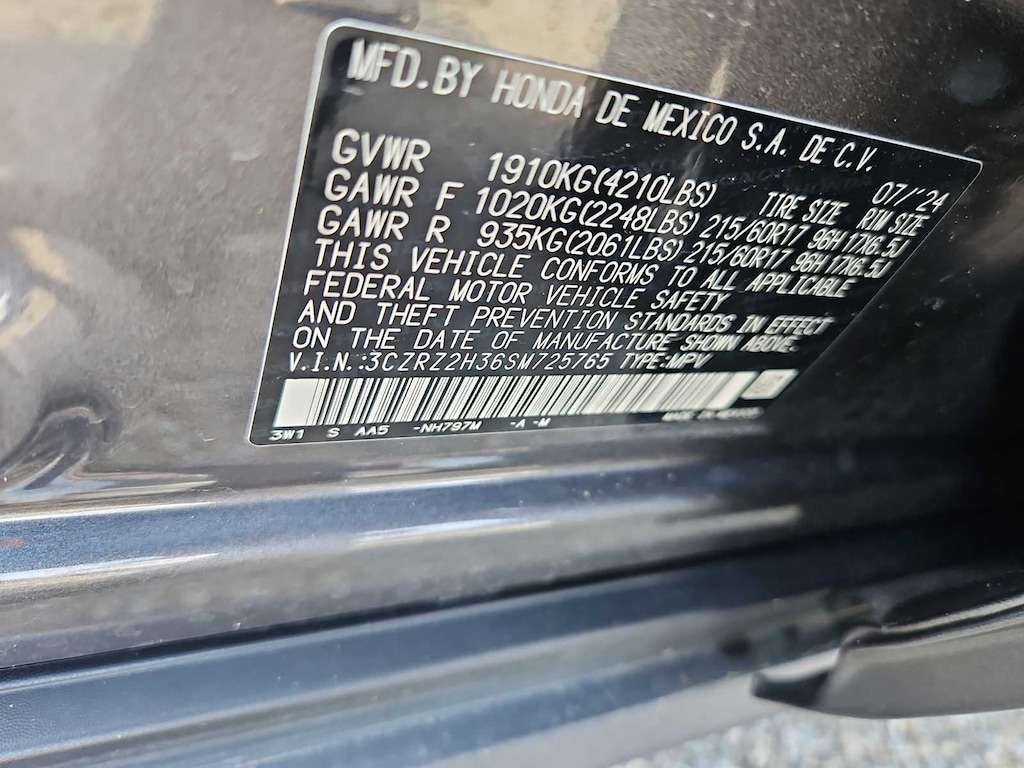 MFD.BY HONDA DE MEXICO S.A. DE C.V.
07/'24
GVWR 1910KG(4210LBS) TIRE SIZE RIM SIZE
GAWR F 1020KG(2248LBS) 215/60R17 96H 17X6.5J
GAWR R 935KG(2061LBS) 215/60R17 96H 17X6.5J
THIS VEHICLE CONFORMS TO ALL APPLICABLE
FEDERAL MOTOR VEHICLE SAFETY
AND THEFT PREVENTION STANDARDS IN EFFECT
ON THE DATE OF MANUFACTURE SHOWN ABOVE.
V.I.N.:3CZRZ2H36SM725765 TYPE:MPV
MADE IN MEXICO
3W1 S AA5 -NH797M -A -M